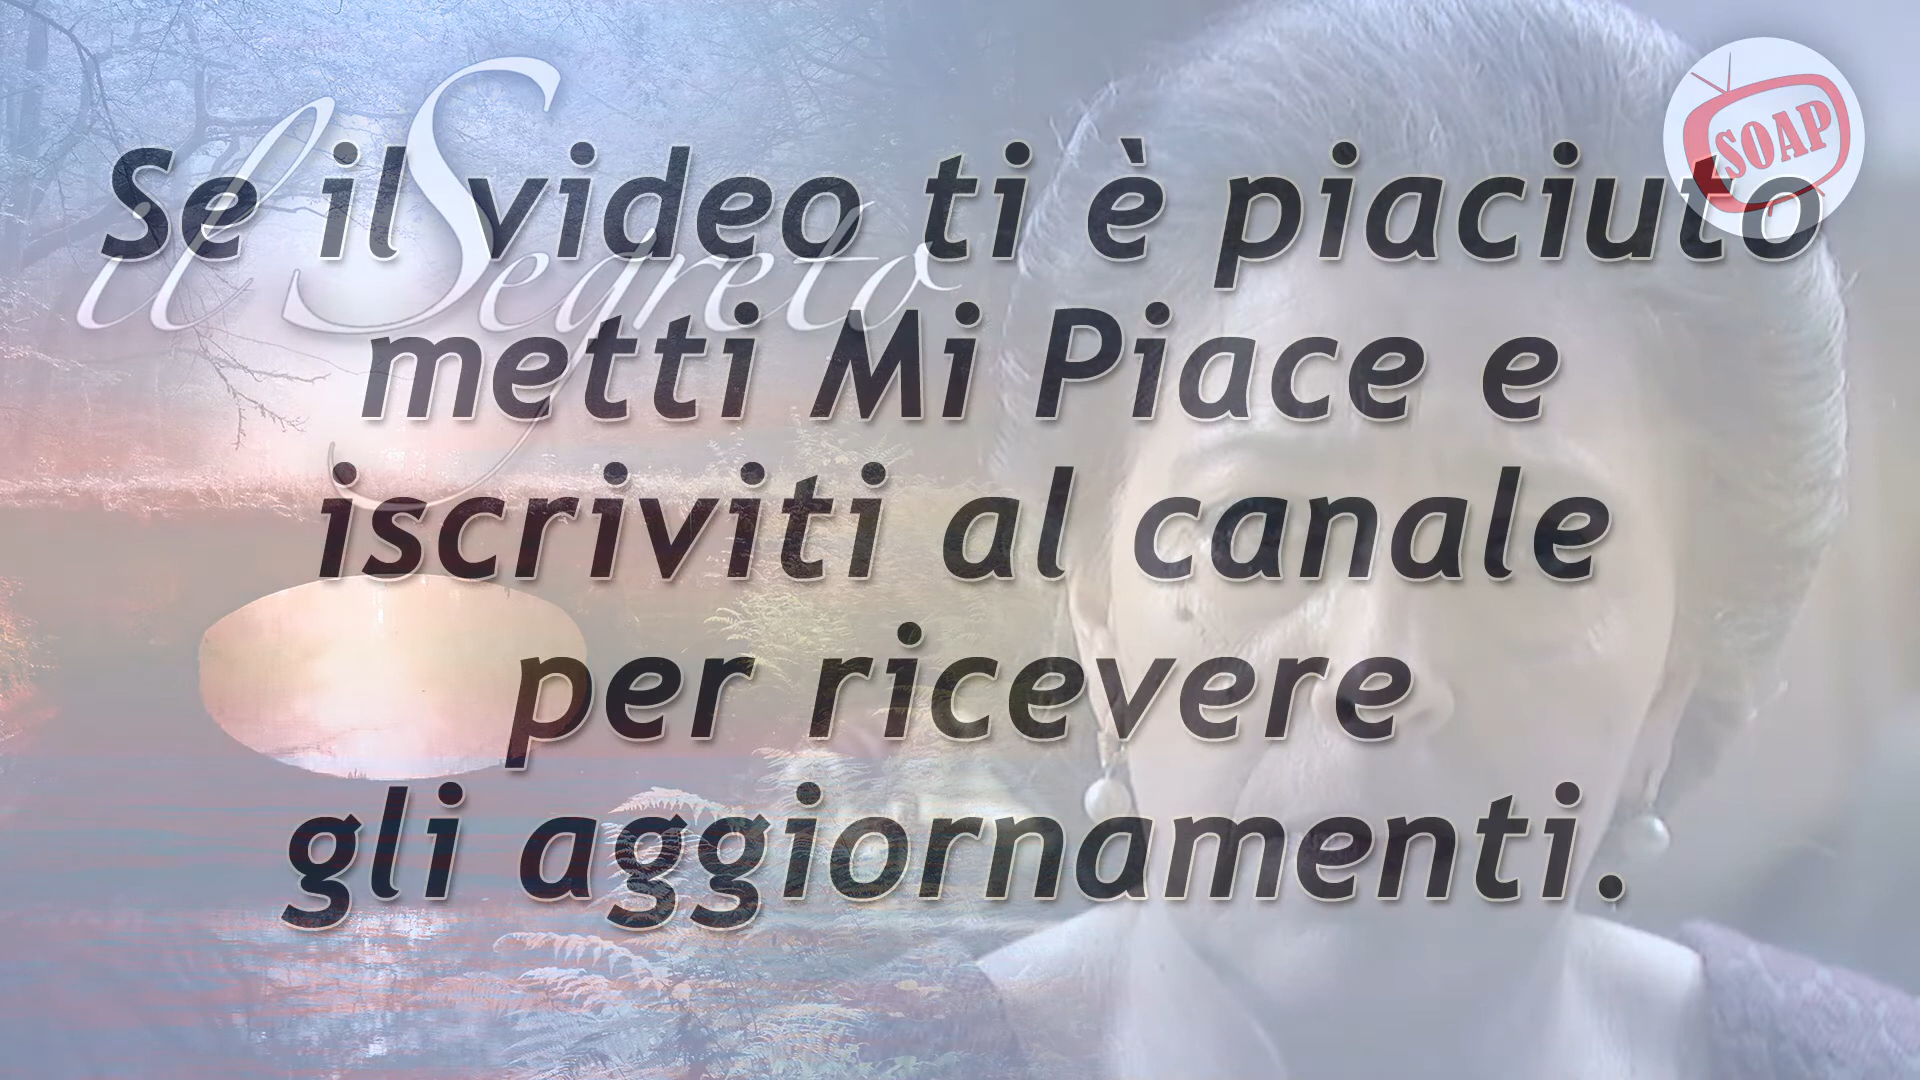 il Segreto
SOAP
Se il video ti è piaciuto
metti Mi Piace e
iscriviti al canale
per ricevere
gli aggiornamenti.